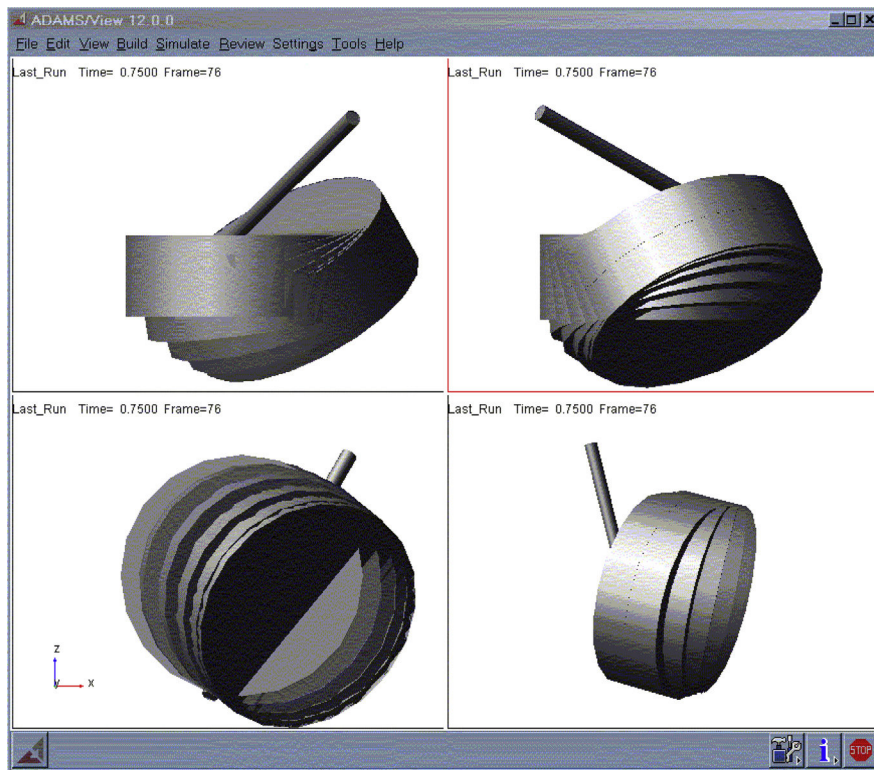 ADAMS/View 12.0.0
File Edit View Build Simulate Review Settings Tools Help
Last_Run Time= 0.7500 Frame=76
Last_Run Time= 0.7500 Frame=76
Last_Run Time= 0.7500 Frame=76
Last_Run Time= 0.7500 Frame=76
z
y x
i STOP